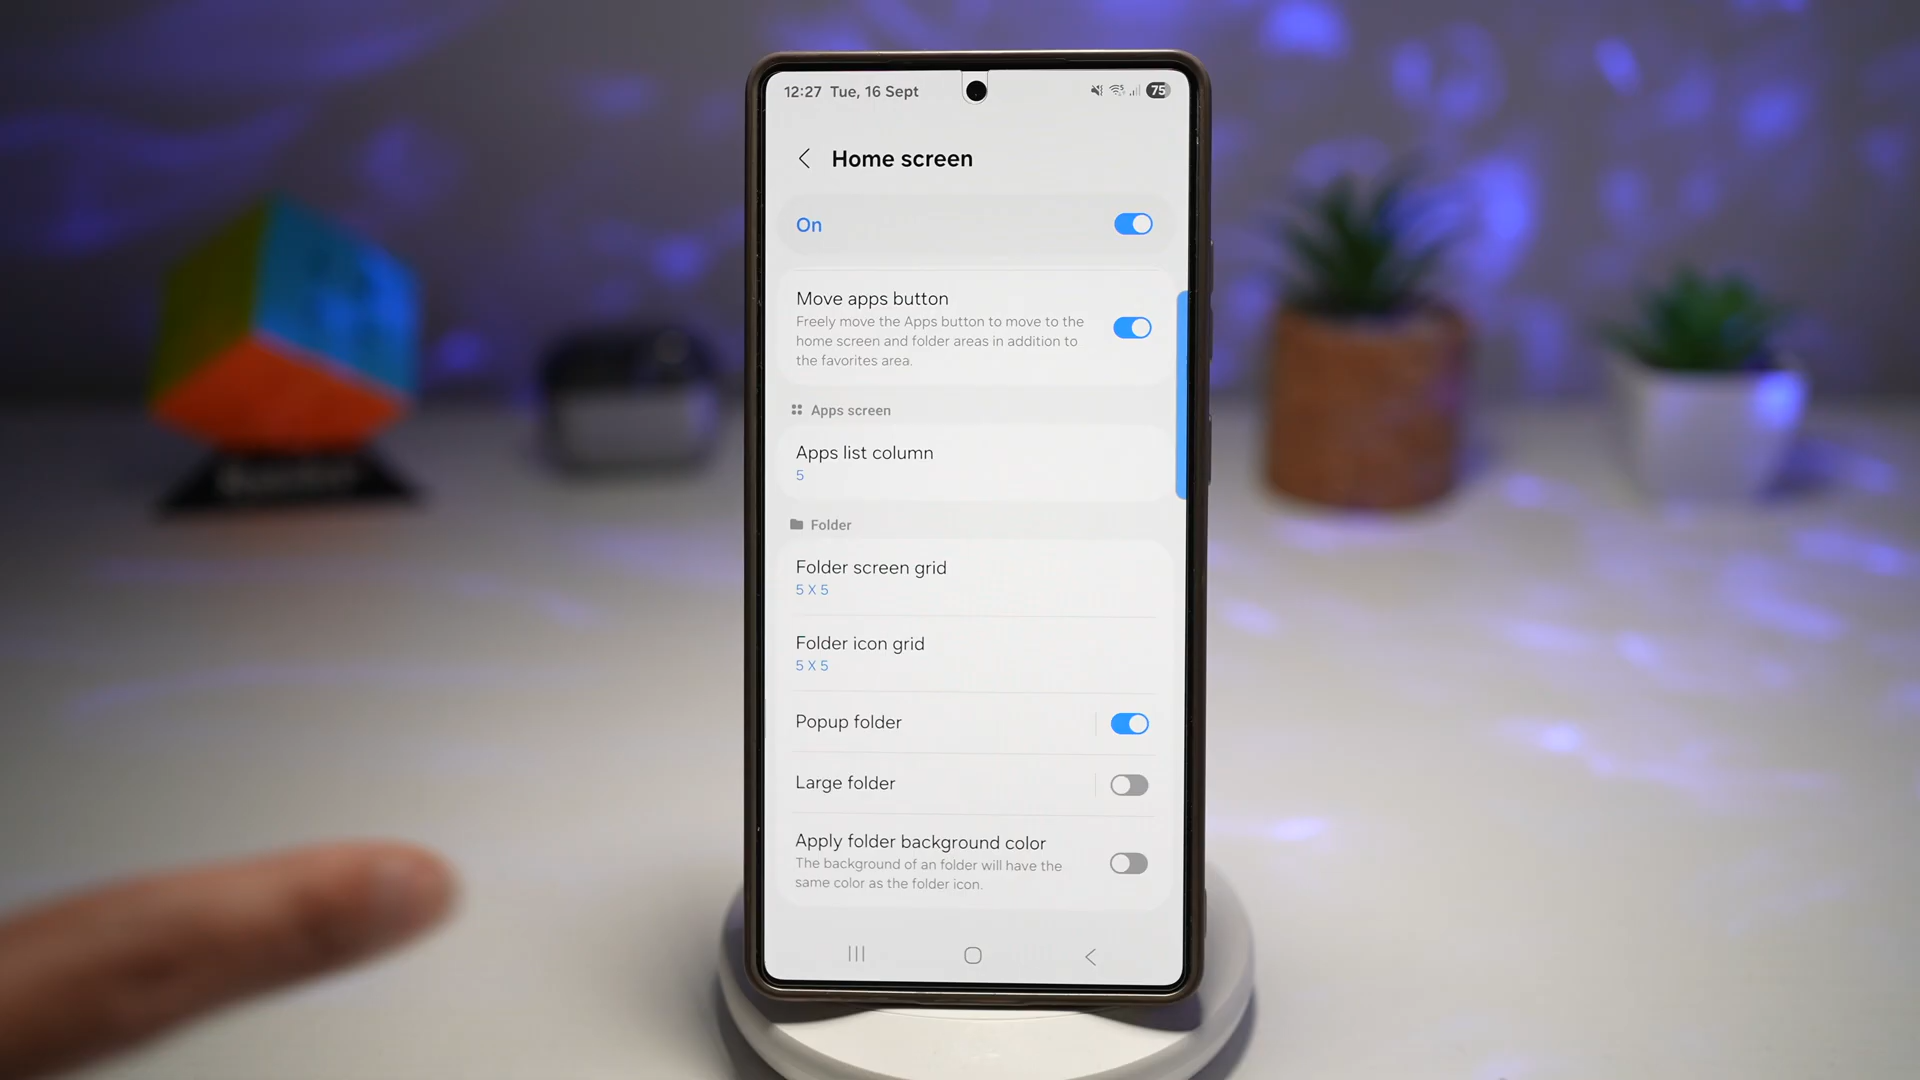 12:27 Tue, 16 Sept
75
Home screen
On
Move apps button
Freely move the Apps button to move to the
home screen and folder areas in addition to
the favorites area.
Apps screen
Apps list column
5
Folder
Folder screen grid
5 X 5
Folder icon grid
5 X 5
Popup folder
Large folder
Apply folder background color
The background of an folder will have the
same color as the folder icon.